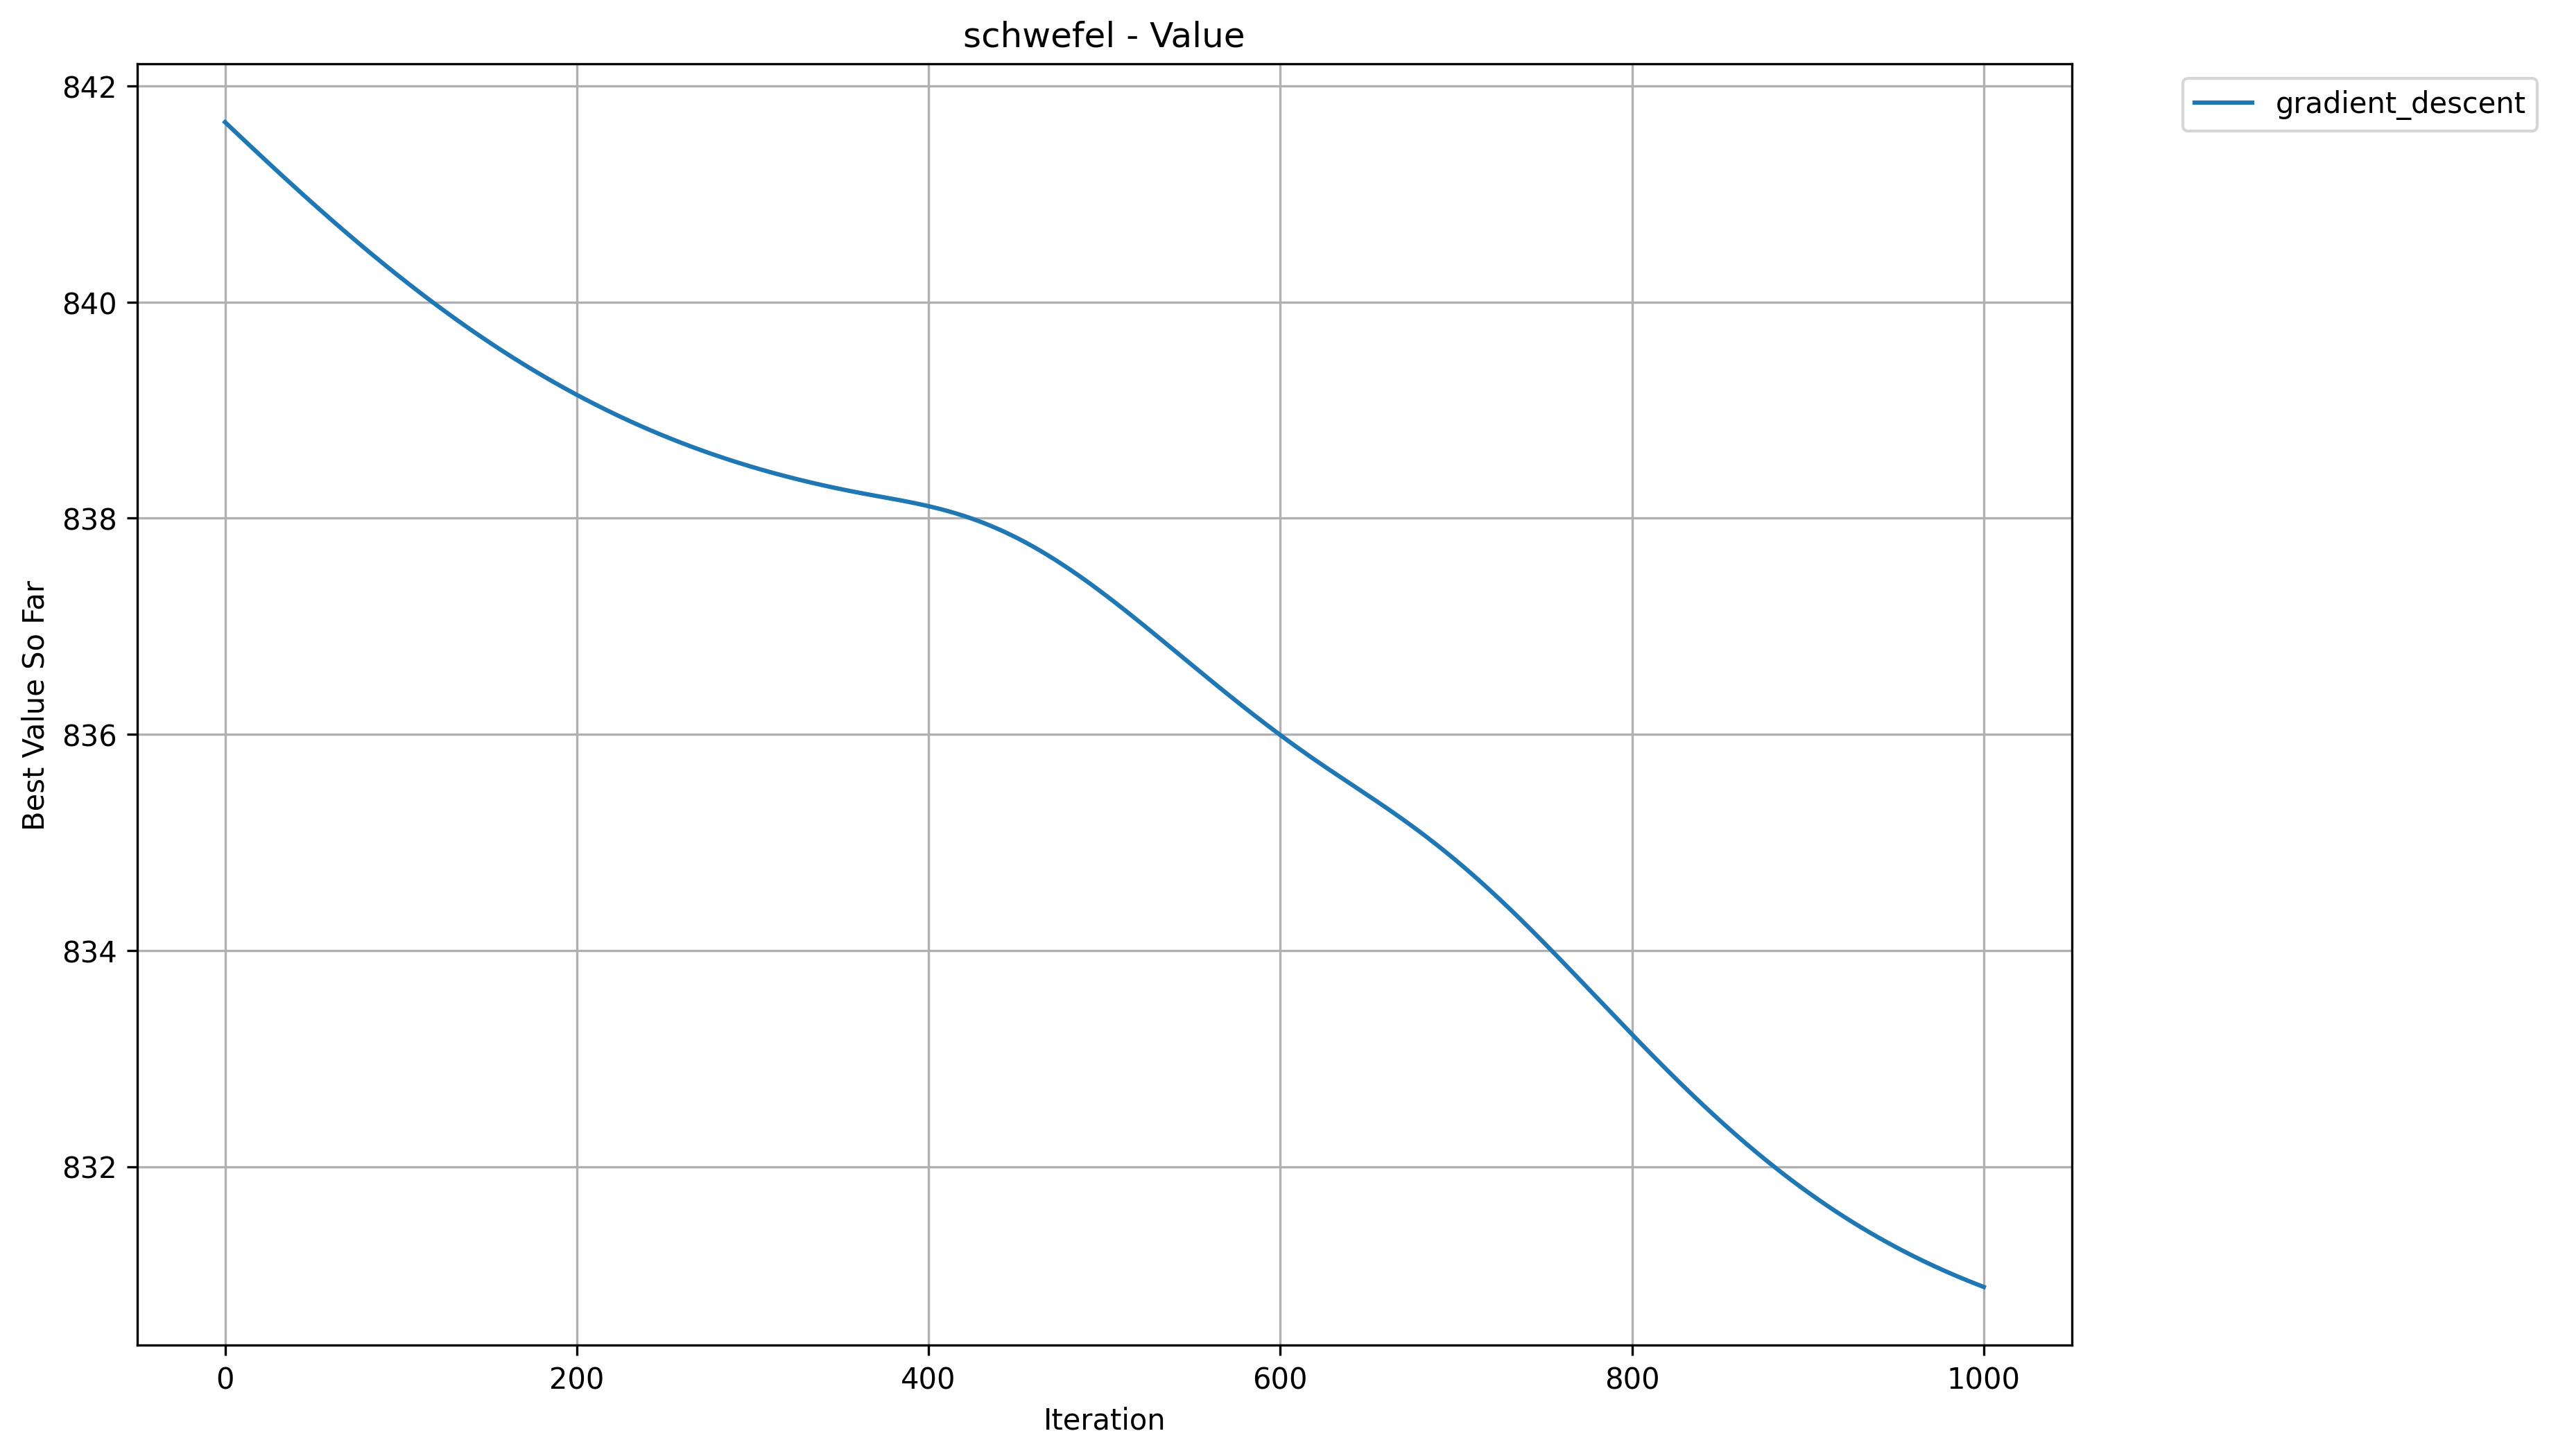 schwefel - Value
gradient_descent
Best Value So Far
842
840
838
836
834
832
0 200 400 600 800 1000
Iteration